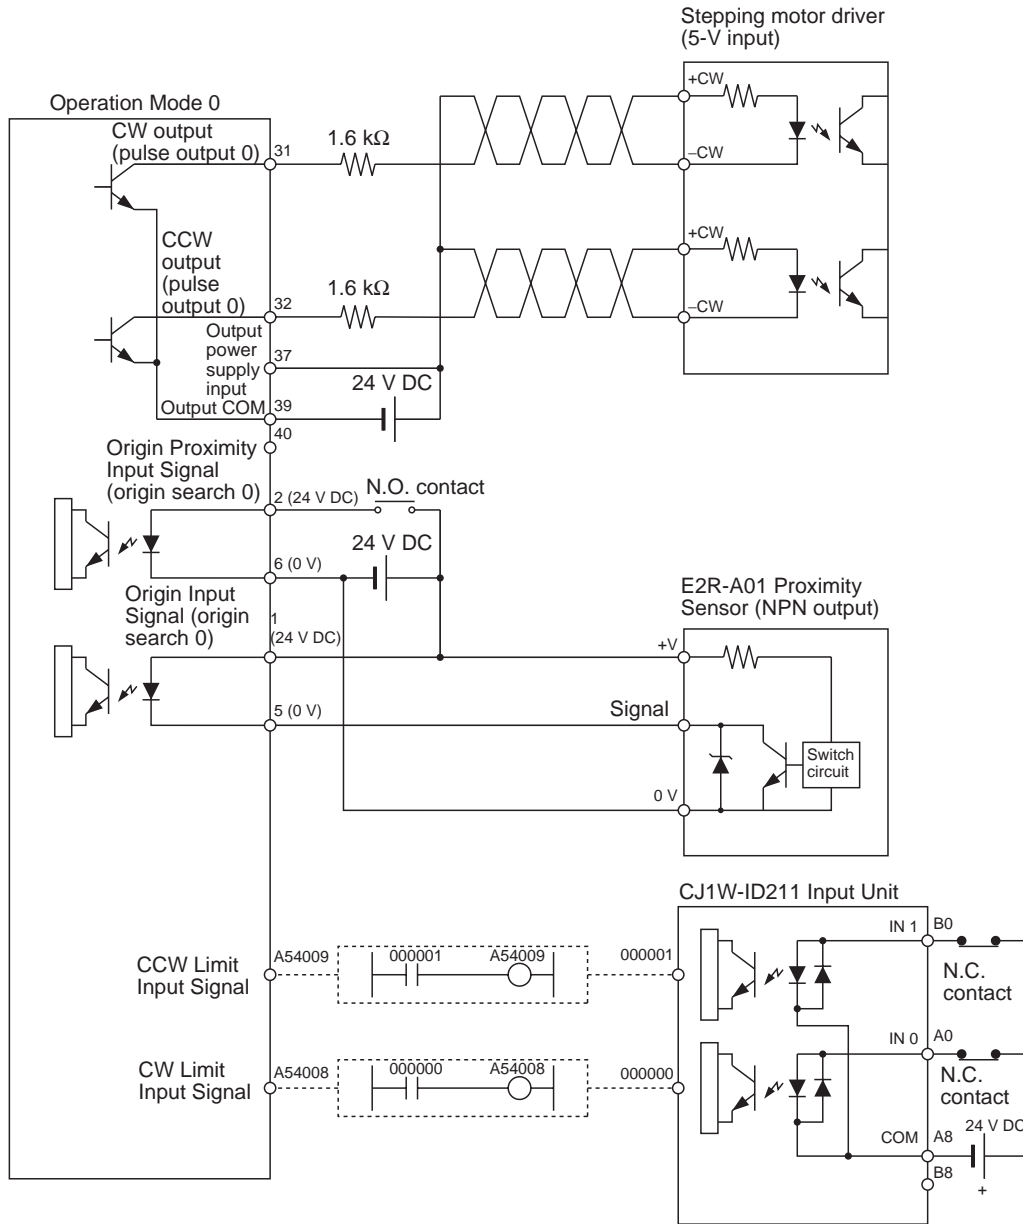 Stepping motor driver
(5-V input)
Operation Mode 0
CW output
(pulse output 0)
31
1.6 kΩ
+CW
–CW
CCW
output
(pulse
output 0)
32
1.6 kΩ
+CW
–CW
Output
power
supply
input
37
24 V DC
Output COM
39
40
Origin Proximity
Input Signal
(origin search 0)
2 (24 V DC)
N.O. contact
24 V DC
6 (0 V)
Origin Input
Signal (origin
search 0)
1
(24 V DC)
5 (0 V)
E2R-A01 Proximity
Sensor (NPN output)
+V
Signal
0 V
Switch
circuit
CJ1W-ID211 Input Unit
IN 1
B0
N.C.
contact
CCW Limit
Input Signal
A54009
000001
A54009
000001
IN 0
A0
N.C.
contact
CW Limit
Input Signal
A54008
000000
A54008
000000
COM
A8
24 V DC
B8
+